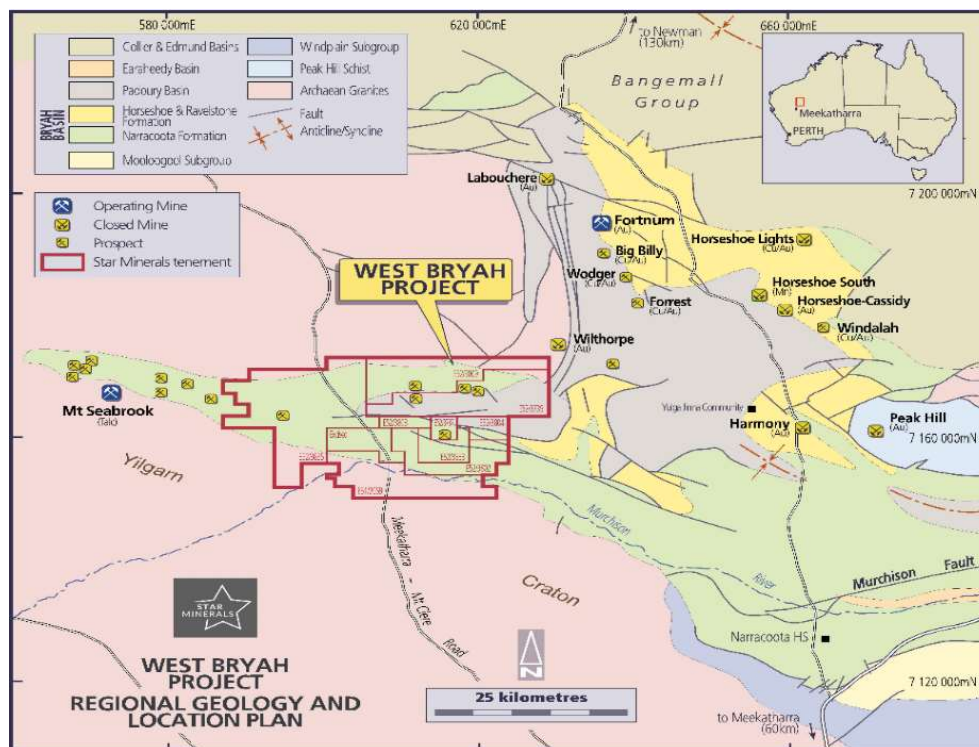 580 000mE
620 000mE
660 000mE
Collier & Edmund Basins
Earaheedy Basin
Padbury Basin
Horseshoe & Ravelstone
Formation
Narracoota Formation
Mooloogool Subgroup
BRYAH
BASIN
Windplain Subgroup
Peak Hill Schist
Archaean Granites
Fault
Anticline/Syncline
Operating Mine
Closed Mine
Prospect
Star Minerals tenement
to Newman
(130km)
Bangemall
Group
Meekatharra
PERTH
7 200 000mN
Labouchere
(Au)
Fortnum
(Au)
Big Billy
(Cu/Au)
Horseshoe Lights
(Cu/Au)
Wodger
(Cu/Au)
Horseshoe South
(Mn)
Forrest
(Cu/Au)
Horseshoe-Cassidy
(Au)
Windalah
(Cu/Au)
WEST BRYAH
PROJECT
Wilthorpe
(Au)
Mt Seabrook
(Talc)
Community
Harmony
(Au)
Peak Hill
(Au)
7 160 000mN
Yilgarn
Craton
Murchison
River
Murchison Fault
Meekatharra - Mt Clere Road
Narracoota HS
STAR
MINERALS
N
WEST BRYAH
PROJECT
REGIONAL GEOLOGY AND
LOCATION PLAN
25 kilometres
7 120 000mN
to Meekatharra
(60km)